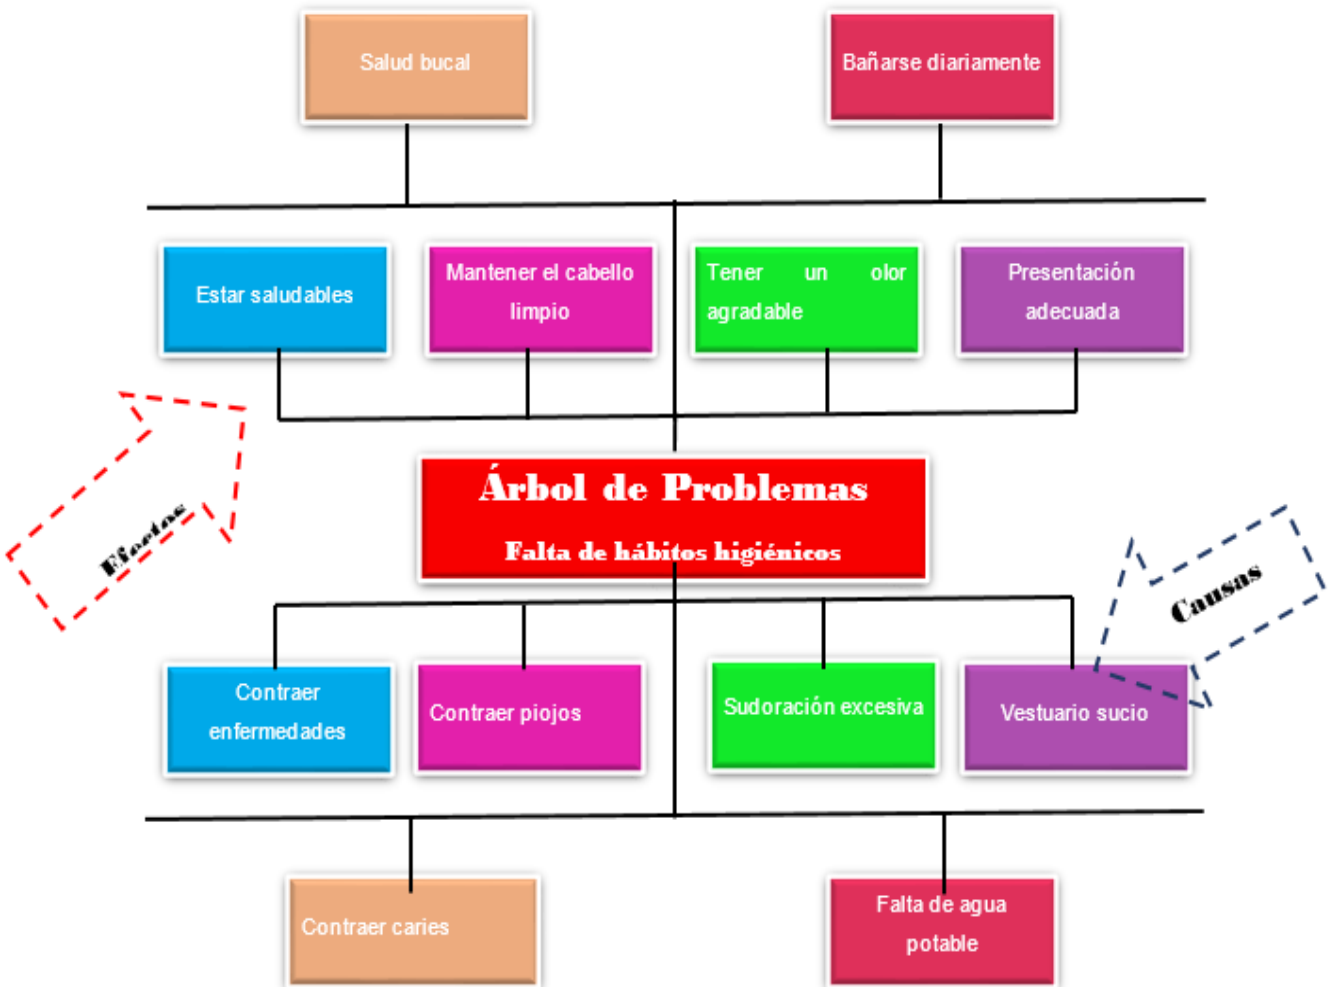 Salud bucal
Bañarse diariamente
Estar saludables
Mantener el cabello
limpio
Tener un olor
agradable
Presentación
adecuada
Efectos
Árbol de Problemas
Falta de hábitos higiénicos
Causas
Contraer
enfermedades
Contraer piojos
Sudoración excesiva
Vestuario sucio
Contraer caries
Falta de agua
potable